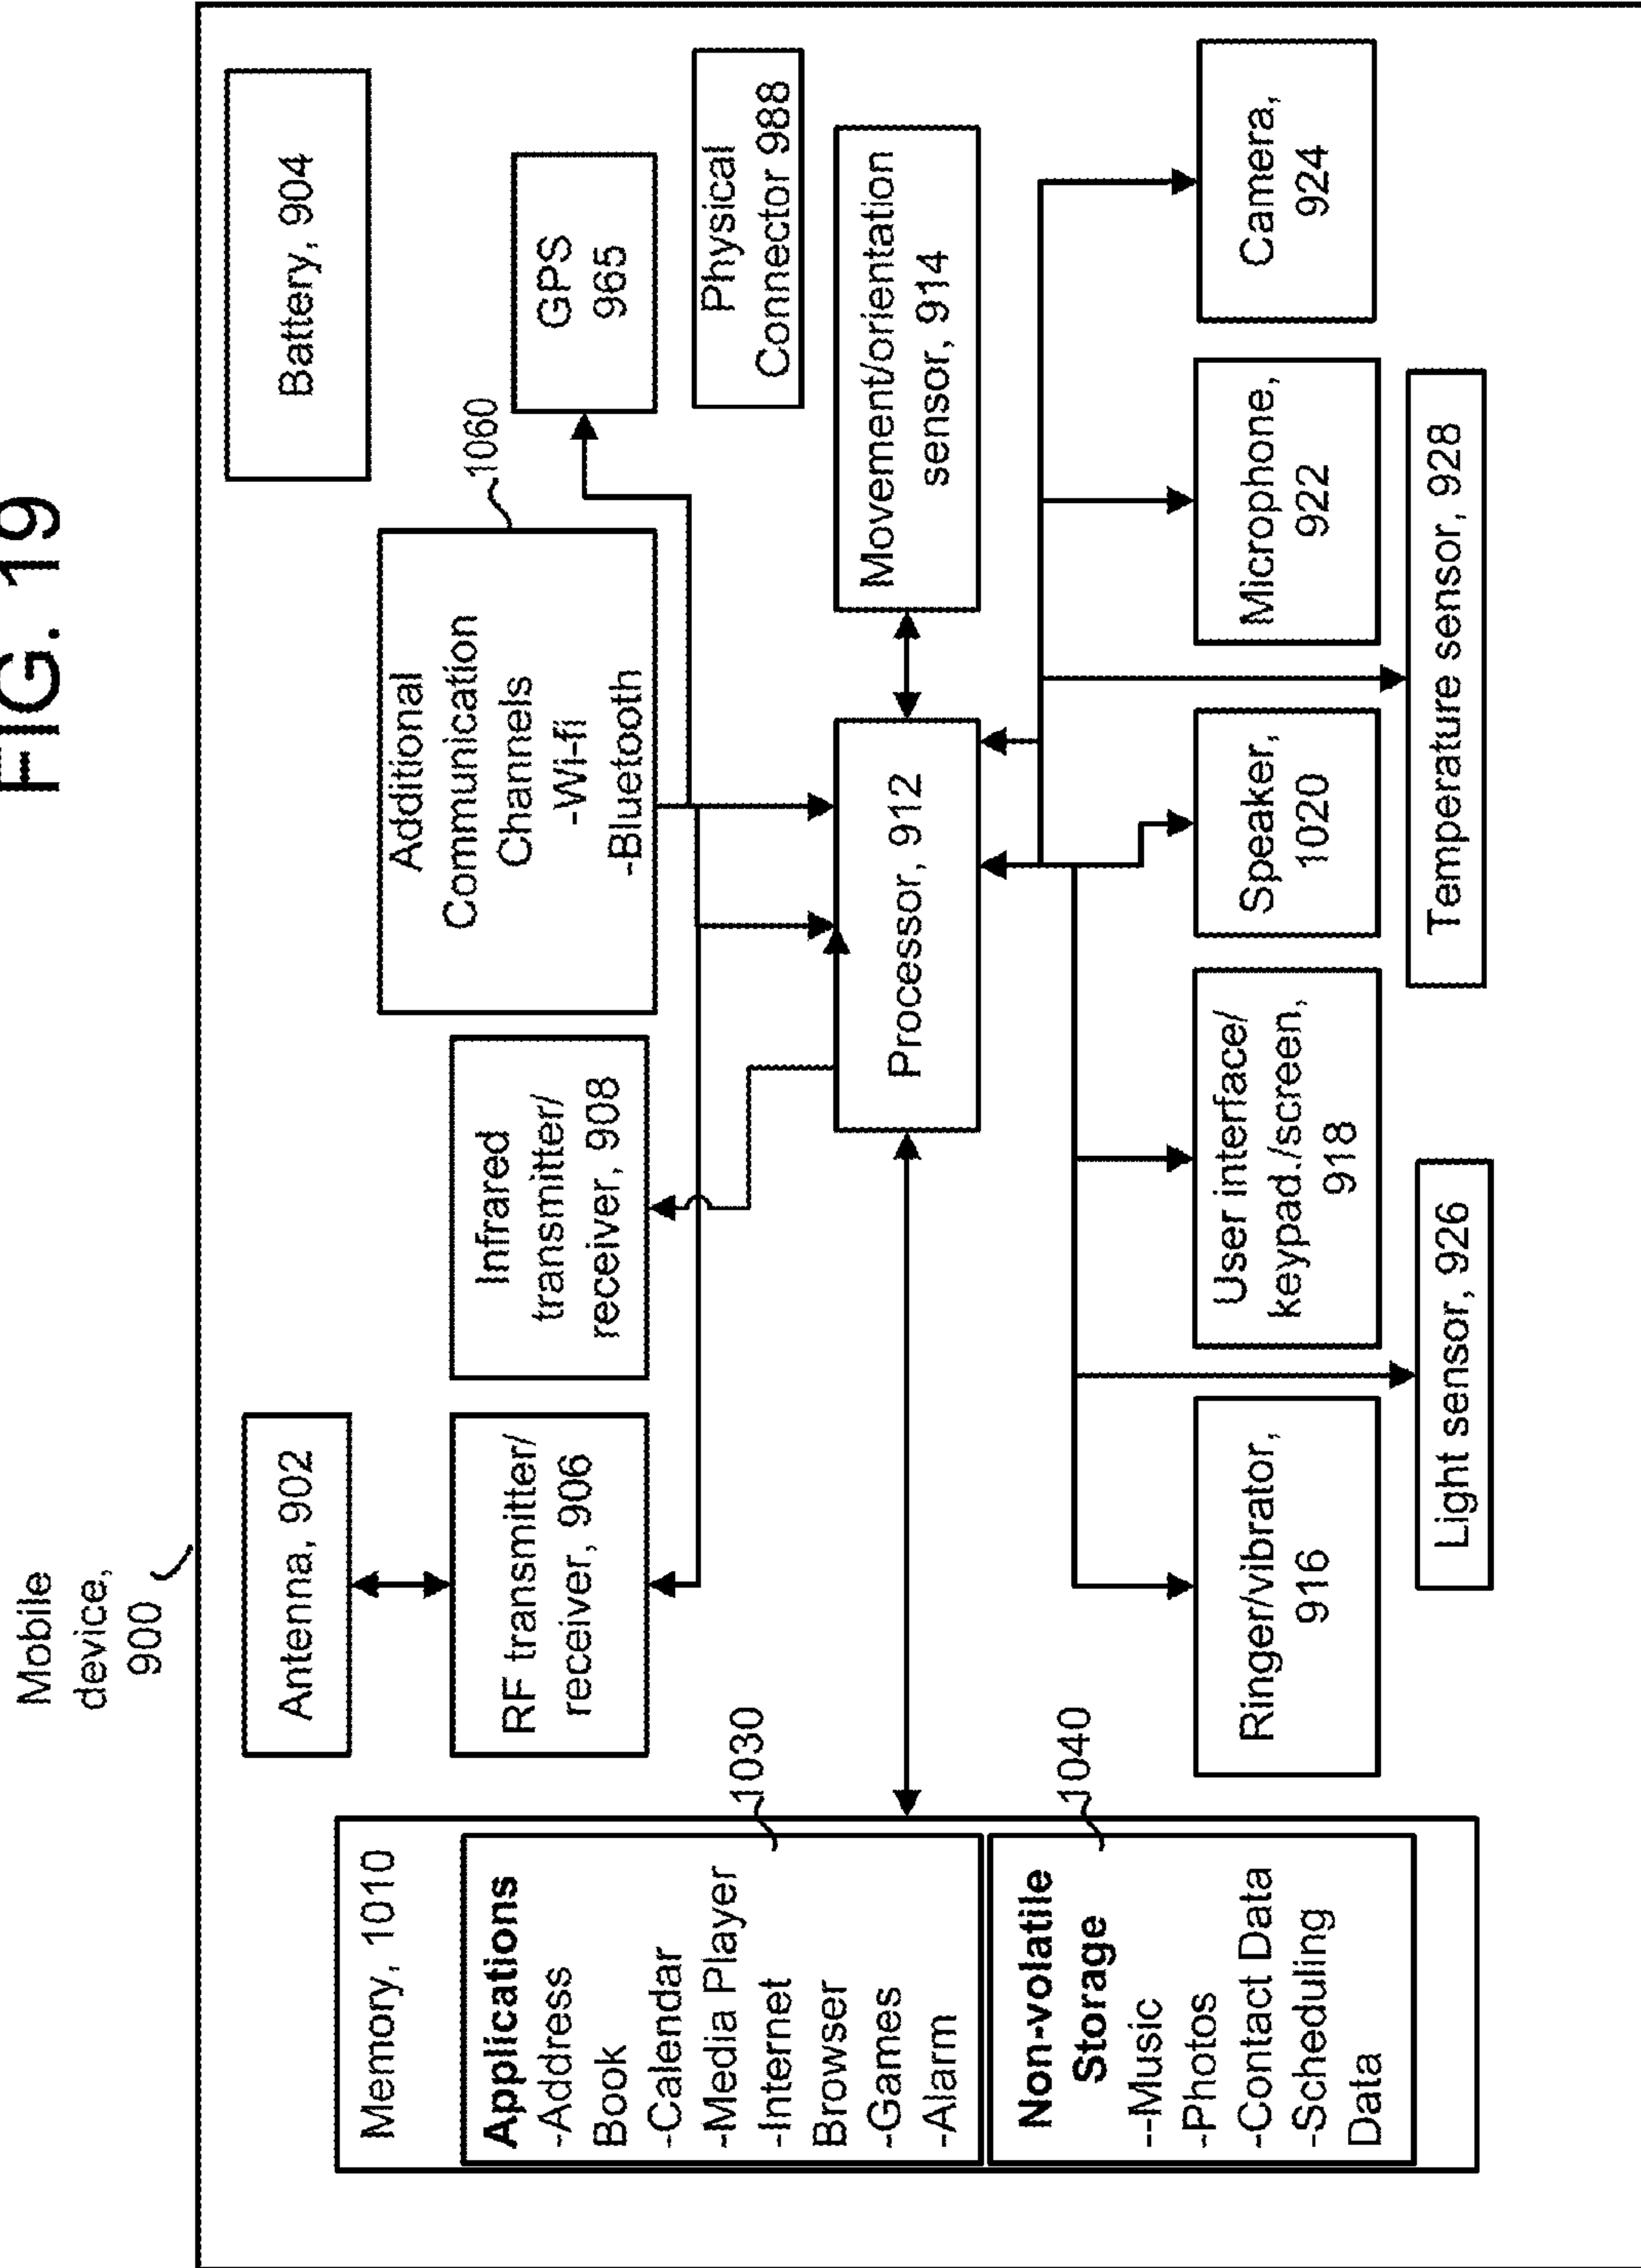 FIG. 19
Mobile
device,
900
Antenna, 902
Battery, 904
Memory, 1010
Additional
Communication
Channels
-Wi-fi
-Bluetooth
1060
RF transmitter/
receiver, 906
Infrared
transmitter/
receiver, 908
GPS
965
Applications
-Address
Book
-Calendar
-Media Player
-Internet
Browser
-Games
-Alarm
1030
Physical
Connector 988
Processor, 912
Movement/orientation
sensor, 914
Non-volatile
Storage
--Music
-Photos
-Contact Data
-Scheduling
Data
1040
Ringer/vibrator,
916
User interface/
keypad./screen,
918
Speaker,
1020
Microphone,
922
Camera,
924
Light sensor, 926
Temperature sensor, 928